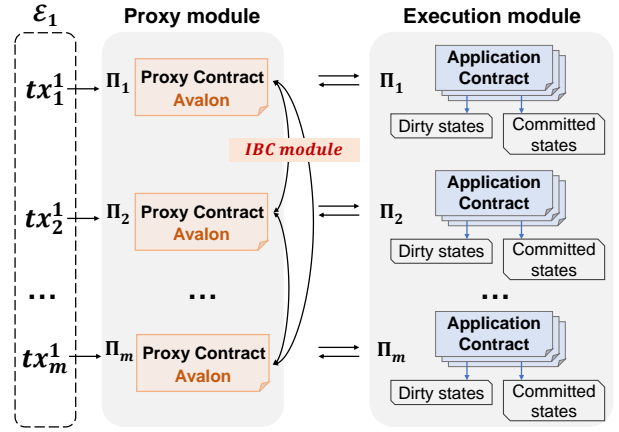 ℰ₁
Proxy module
Execution module
tx₁¹
Π₁
Proxy Contract
Avalon
Π₁
Application
Contract
Dirty states
Committed
states
IBC module
tx₂¹
Π₂
Proxy Contract
Avalon
Π₂
Application
Contract
Dirty states
Committed
states
...
...
...
txₘ¹
Πₘ
Proxy Contract
Avalon
Πₘ
Application
Contract
Dirty states
Committed
states